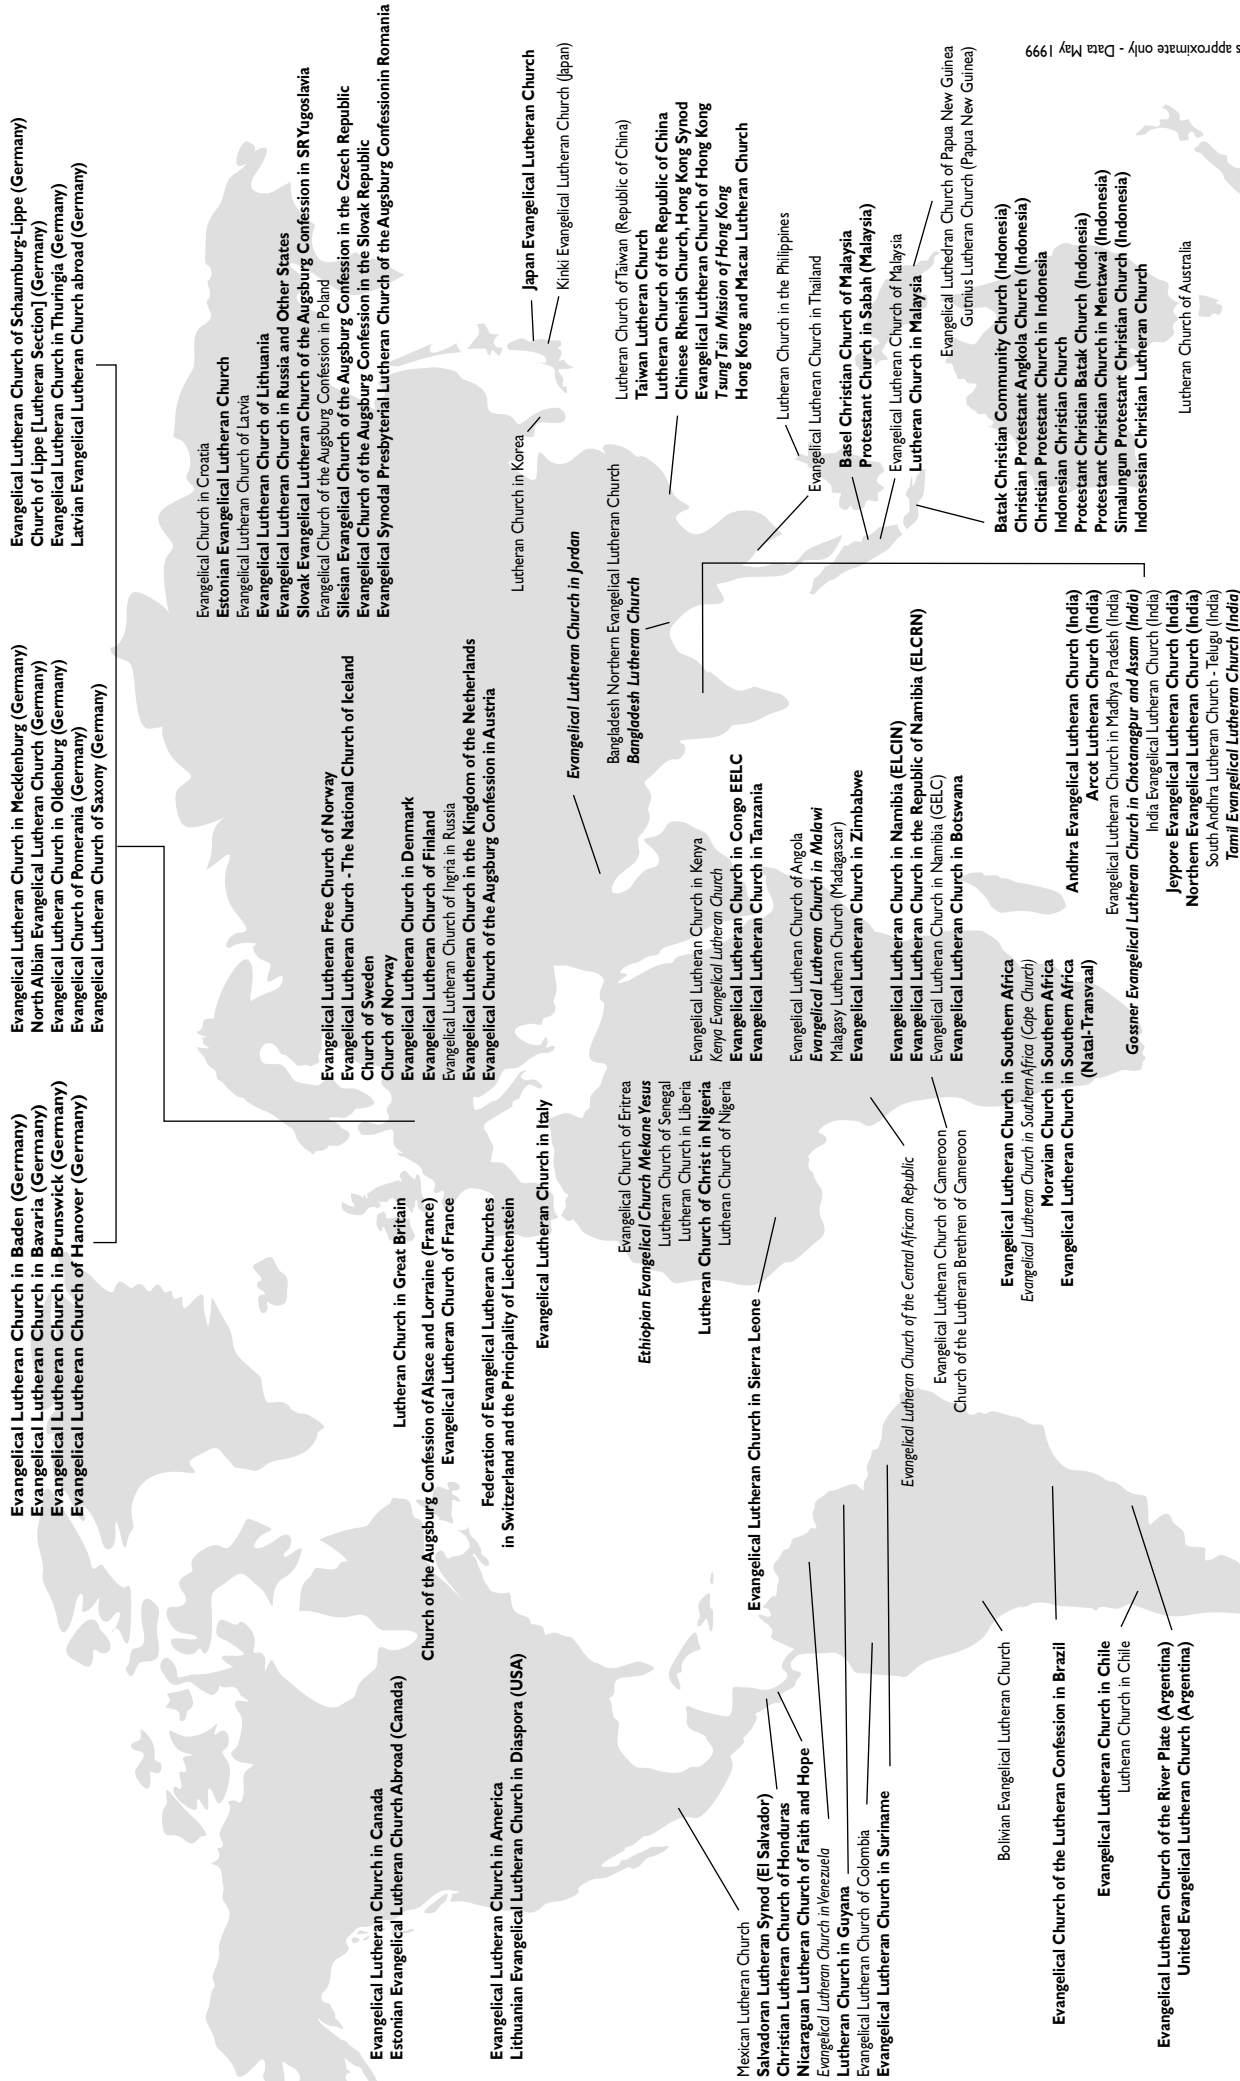 Evangelical Lutheran Church in Baden (Germany)
Evangelical Lutheran Church in Bavaria (Germany)
Evangelical Lutheran Church in Brunswick (Germany)
Evangelical Lutheran Church of Hanover (Germany)
Evangelical Lutheran Church in Mecklenburg (Germany)
North Albian Evangelical Lutheran Church (Germany)
Evangelical Lutheran Church in Oldenburg (Germany)
Evangelical Church of Pomerania (Germany)
Evangelical Lutheran Church of Saxony (Germany)
Evangelical Lutheran Church of Schaumburg-Lippe (Germany)
Church of Lippe [Lutheran Section] (Germany)
Evangelical Lutheran Church in Thuringia (Germany)
Latvian Evangelical Lutheran Church abroad (Germany)
Evangelical Church in Croatia
Estonian Evangelical Lutheran Church
Evangelical Lutheran Church of Latvia
Evangelical Lutheran Church of Lithuania
Evangelical Lutheran Church in Russia and Other States
Slovak Evangelical Lutheran Church of the Augsburg Confession in SR Yugoslavia
Evangelical Church of the Augsburg Confession in Poland
Silesian Evangelical Church of the Augsburg Confession in the Czech Republic
Evangelical Church of the Augsburg Confession in the Slovak Republic
Evangelical Synodal Presbyterial Lutheran Church of the Augsburg Confessionin Romania
Evangelical Lutheran Free Church of Norway
Evangelical Lutheran Church - The National Church of Iceland
Church of Sweden
Church of Norway
Evangelical Lutheran Church in Denmark
Evangelical Lutheran Church of Finland
Evangelical Lutheran Church of Ingria in Russia
Evangelical Lutheran Church in the Kingdom of the Netherlands
Evangelical Church of the Augsburg Confession in Austria
Lutheran Church in Great Britain
Church of the Augsburg Confession of Alsace and Lorraine (France)
Evangelical Lutheran Church of France
Federation of Evangelical Lutheran Churches
in Switzerland and the Principality of Liechtenstein
Evangelical Lutheran Church in Italy
Evangelical Lutheran Church in Canada
Estonian Evangelical Lutheran Church Abroad (Canada)
Evangelical Lutheran Church in America
Lithuanian Evangelical Lutheran Church in Diaspora (USA)
Japan Evangelical Lutheran Church
Kinki Evangelical Lutheran Church (Japan)
Lutheran Church in Korea
Lutheran Church of Taiwan (Republic of China)
Taiwan Lutheran Church
Lutheran Church of the Republic of China
Chinese Rhenish Church, Hong Kong Synod
Evangelical Lutheran Church of Hong Kong
Tsung Tsin Mission of Hong Kong
Hong Kong and Macau Lutheran Church
Evangelical Lutheran Church in Jordan
Bangladesh Northern Evangelical Lutheran Church
Bangladesh Lutheran Church
Lutheran Church in the Philippines
Evangelical Lutheran Church in Thailand
Basel Christian Church of Malaysia
Protestant Church in Sabah (Malaysia)
Evangelical Lutheran Church of Malaysia
Lutheran Church in Malaysia
Evangelical Luthedran Church of Papua New Guinea
Gutnius Lutheran Church (Papua New Guinea)
Batak Christian Community Church (Indonesia)
Christian Protestant Angkola Church (Indonesia)
Christian Protestant Church in Indonesia
Indonesian Christian Church
Protestant Christian Batak Church (Indonesia)
Protestant Christian Church in Mentawai (Indonesia)
Simalungun Protestant Christian Church (Indonesia)
Indonsesian Christian Lutheran Church
Lutheran Church of Australia
Evangelical Church of Eritrea
Ethiopian Evangelical Church Mekane Yesus
Lutheran Church of Senegal
Lutheran Church in Liberia
Lutheran Church of Christ in Nigeria
Lutheran Church of Nigeria
Evangelical Lutheran Church in Sierra Leone
Evangelical Lutheran Church in Kenya
Kenya Evangelical Lutheran Church
Evangelical Lutheran Church in Congo EELC
Evangelical Lutheran Church in Tanzania
Evangelical Lutheran Church of Angola
Evangelical Lutheran Church in Malawi
Malagasy Lutheran Church (Madagascar)
Evangelical Lutheran Church in Zimbabwe
Evangelical Lutheran Church in Namibia (ELCIN)
Evangelical Lutheran Church in the Republic of Namibia (ELCRN)
Evangelical Lutheran Church in Namibia (GELC)
Evangelical Lutheran Church in Botswana
Evangelical Lutheran Church of the Central African Republic
Evangelical Lutheran Church of Cameroon
Church of the Lutheran Brethren of Cameroon
Evangelical Lutheran Church in Southern Africa
Evangelical Lutheran Church in Southern Africa (Cape Church)
Moravian Church in Southern Africa
Evangelical Lutheran Church in Southern Africa
(Natal-Transvaal)
Andhra Evangelical Lutheran Church (India)
Arcot Lutheran Church (India)
Evangelical Lutheran Church in Madhya Pradesh (India)
Gossner Evangelical Lutheran Church in Chotanagpur and Assam (India)
India Evangelical Lutheran Church (India)
Jeypore Evangelical Lutheran Church (India)
Northern Evangelical Lutheran Church (India)
South Andhra Lutheran Church - Telugu (India)
Tamil Evangelical Lutheran Church (India)
Mexican Lutheran Church
Salvadoran Lutheran Synod (El Salvador)
Christian Lutheran Church of Honduras
Nicaraguan Lutheran Church of Faith and Hope
Evangelical Lutheran Church in Venezuela
Lutheran Church in Guyana
Evangelical Lutheran Church of Colombia
Evangelical Lutheran Church in Suriname
Bolivian Evangelical Lutheran Church
Evangelical Church of the Lutheran Confession in Brazil
Evangelical Lutheran Church in Chile
Lutheran Church in Chile
Evangelical Lutheran Church of the River Plate (Argentina)
United Evangelical Lutheran Church (Argentina)
s approximate only - Data May 1999